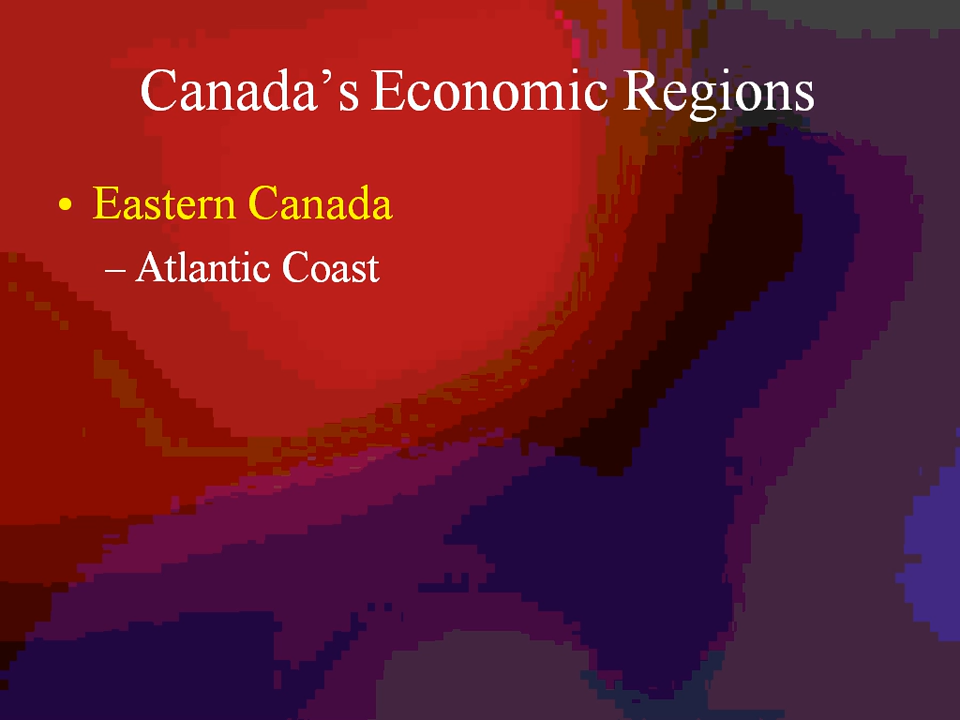 Canada’s Economic Regions
• Eastern Canada
– Atlantic Coast